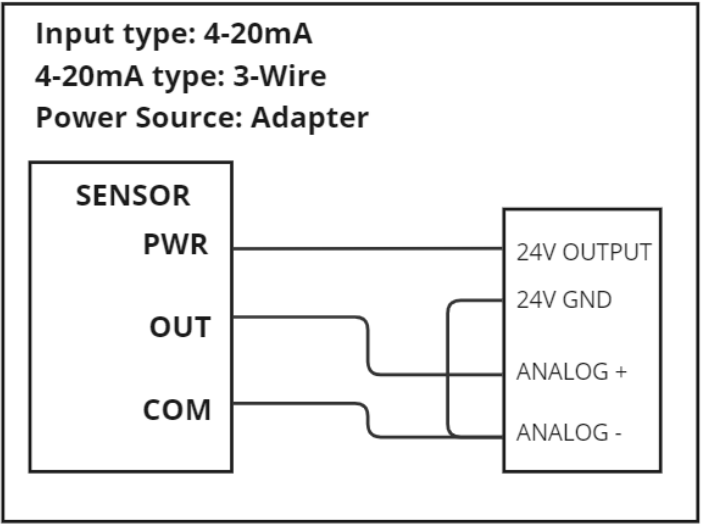 Input type: 4-20mA
4-20mA type: 3-Wire
Power Source: Adapter
SENSOR
PWR
OUT
COM
24V OUTPUT
24V GND
ANALOG +
ANALOG -